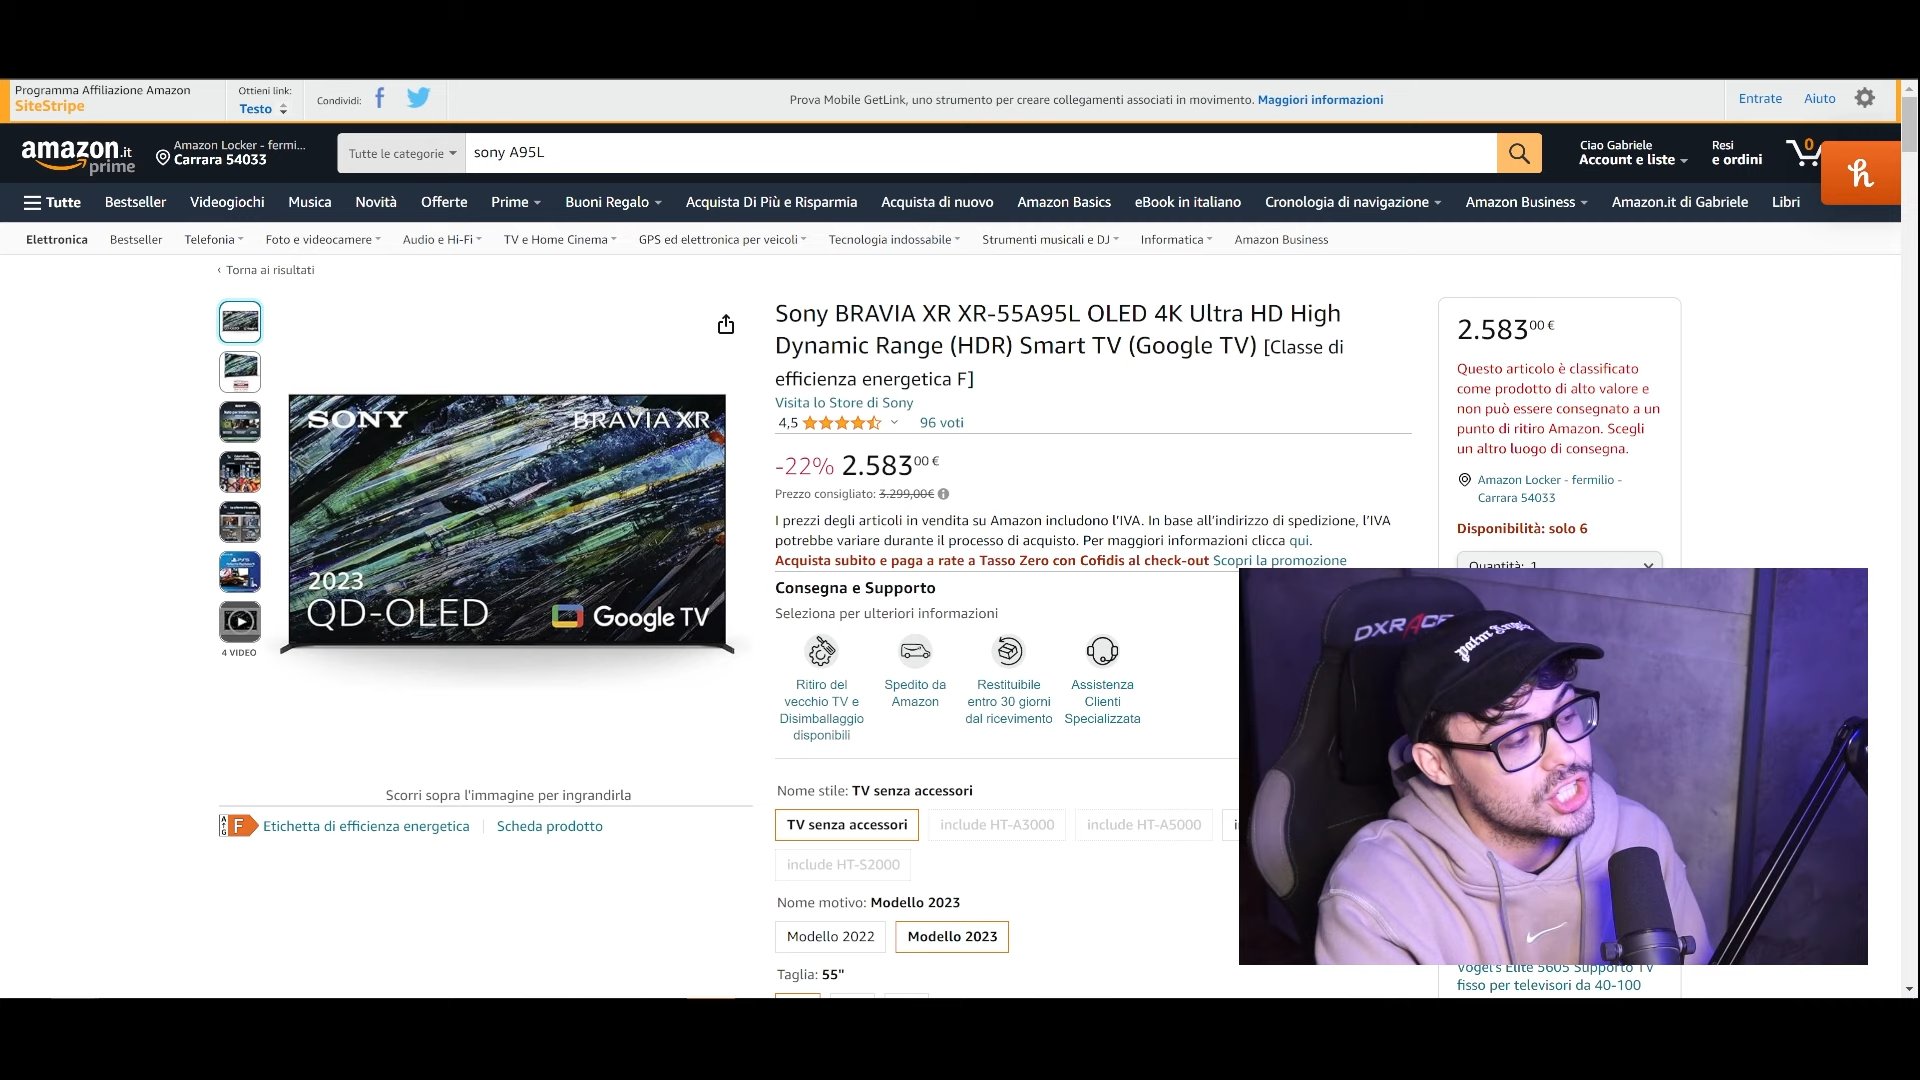 Programma Affiliazione Amazon
SiteStripe
Ottieni link:
Testo
Condividi:
Prova Mobile GetLink, uno strumento per creare collegamenti associati in movimento. Maggiori informazioni
Entrate
Aiuto
amazon.it
prime
Amazon Locker - fermi...
Carrara 54033
Tutte le categorie
sony A95L
Ciao Gabriele
Account e liste
Resi
e ordini
0
Tutte
Bestseller
Videogiochi
Musica
Novità
Offerte
Prime
Buoni Regalo
Acquista Di Più e Risparmia
Acquista di nuovo
Amazon Basics
eBook in italiano
Cronologia di navigazione
Amazon Business
Amazon.it di Gabriele
Libri
Elettronica
Bestseller
Telefonia
Foto e videocamere
Audio e Hi-Fi
TV e Home Cinema
GPS ed elettronica per veicoli
Tecnologia indossabile
Strumenti musicali e DJ
Informatica
Amazon Business
‹ Torna ai risultati
SONY
BRAVIA XR
2023
QD-OLED
Google TV
4 VIDEO
Scorri sopra l'immagine per ingrandirla
A
G
F
Etichetta di efficienza energetica
Scheda prodotto
Sony BRAVIA XR XR-55A95L OLED 4K Ultra HD High
Dynamic Range (HDR) Smart TV (Google TV) [Classe di
efficienza energetica F]
Visita lo Store di Sony
4,5
96 voti
-22% 2.583 00 €
Prezzo consigliato: 3.299,00€
I prezzi degli articoli in vendita su Amazon includono l'IVA. In base all'indirizzo di spedizione, l'IVA
potrebbe variare durante il processo di acquisto. Per maggiori informazioni clicca qui.
Acquista subito e paga a rate a Tasso Zero con Cofidis al check-out Scopri la promozione
Consegna e Supporto
Seleziona per ulteriori informazioni
Ritiro del
vecchio TV e
Disimballaggio
disponibili
Spedito da
Amazon
Restituibile
entro 30 giorni
dal ricevimento
Assistenza
Clienti
Specializzata
Nome stile: TV senza accessori
TV senza accessori
include HT-A3000
include HT-A5000
include HT-S2000
Nome motivo: Modello 2023
Modello 2022
Modello 2023
Taglia: 55"
2.583 00 €
Questo articolo è classificato
come prodotto di alto valore e
non può essere consegnato a un
punto di ritiro Amazon. Scegli
un altro luogo di consegna.
Amazon Locker - fermilio -
Carrara 54033
Disponibilità: solo 6
Quantità: 1
DXRACE
Palm Angels
Vogel's Elite 5605 Supporto TV
fisso per televisori da 40-100